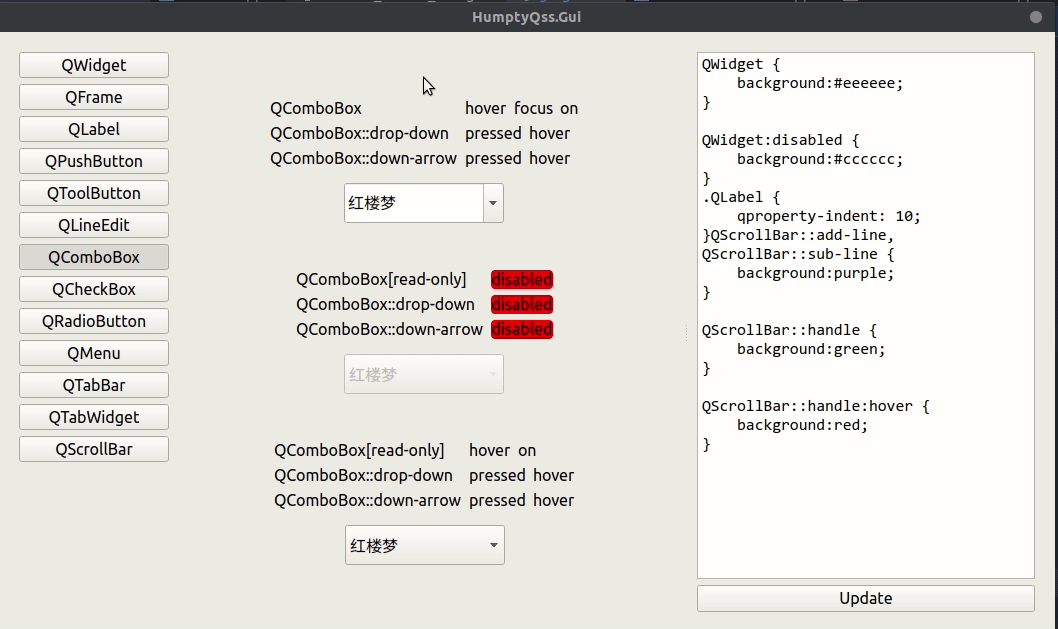 HumptyQss.Gui
QWidget
QFrame
QLabel
QPushButton
QToolButton
QLineEdit
QComboBox
QCheckBox
QRadioButton
QMenu
QTabBar
QTabWidget
QScrollBar
QComboBox hover focus on
QComboBox::drop-down pressed hover
QComboBox::down-arrow pressed hover
红楼梦
QComboBox[read-only] disabled
QComboBox::drop-down disabled
QComboBox::down-arrow disabled
红楼梦
QComboBox[read-only] hover on
QComboBox::drop-down pressed hover
QComboBox::down-arrow pressed hover
红楼梦
QWidget {
    background:#eeeeee;
}
QWidget:disabled {
    background:#cccccc;
}
.QLabel {
    qproperty-indent: 10;
}QScrollBar::add-line,
QScrollBar::sub-line {
    background:purple;
}
QScrollBar::handle {
    background:green;
}
QScrollBar::handle:hover {
    background:red;
}
Update